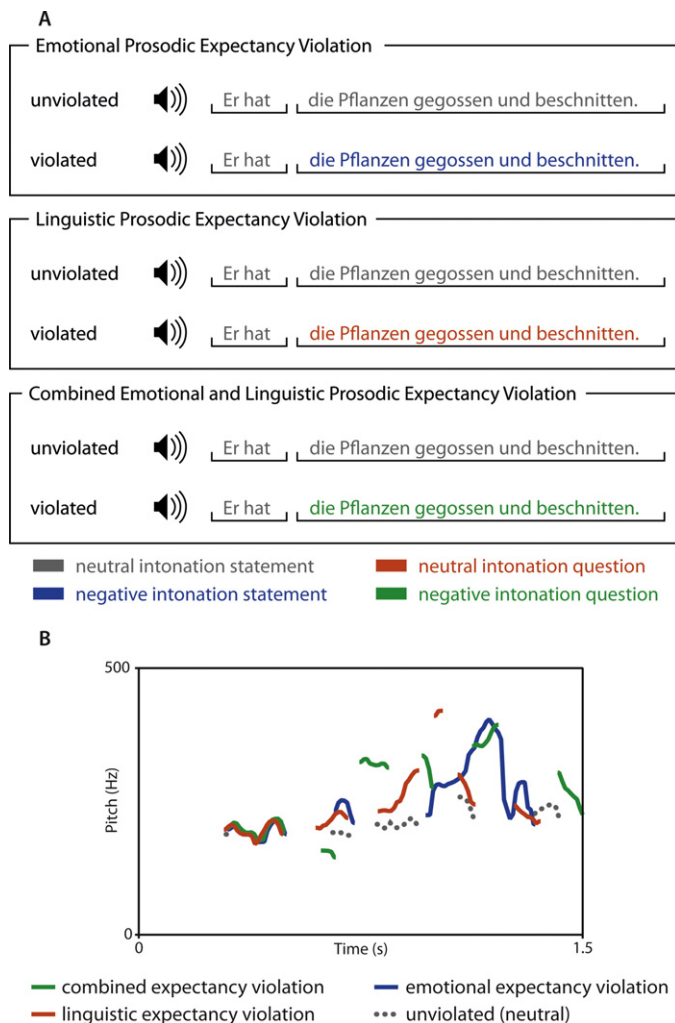 A
Emotional Prosodic Expectancy Violation
unviolated Er hat die Pflanzen gegossen und beschnitten.
violated Er hat die Pflanzen gegossen und beschnitten.
Linguistic Prosodic Expectancy Violation
unviolated Er hat die Pflanzen gegossen und beschnitten.
violated Er hat die Pflanzen gegossen und beschnitten.
Combined Emotional and Linguistic Prosodic Expectancy Violation
unviolated Er hat die Pflanzen gegossen und beschnitten.
violated Er hat die Pflanzen gegossen und beschnitten.
neutral intonation statement neutral intonation question
negative intonation statement negative intonation question
B
500
Pitch (Hz)
0
0 Time (s) 1.5
combined expectancy violation emotional expectancy violation
linguistic expectancy violation unviolated (neutral)